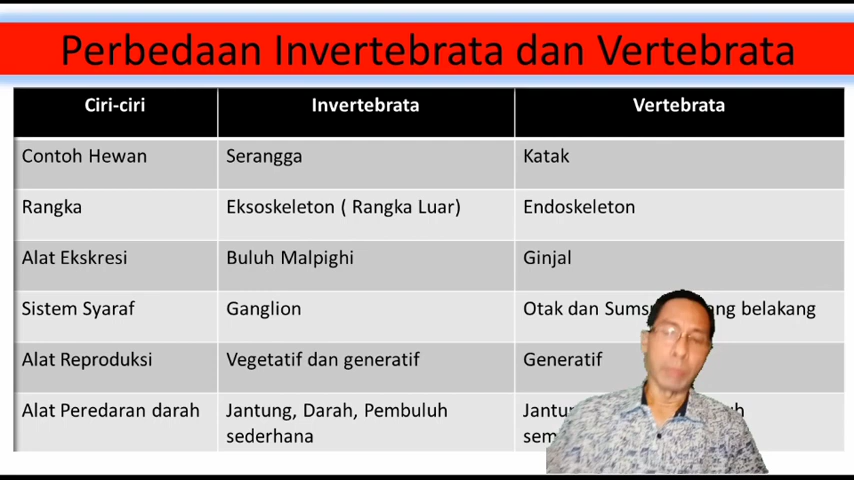 Perbedaan Invertebrata dan Vertebrata
Ciri-ciri Invertebrata Vertebrata
Contoh Hewan Serangga Katak
Rangka Eksoskeleton ( Rangka Luar) Endoskeleton
Alat Ekskresi Buluh Malpighi Ginjal
Sistem Syaraf Ganglion Otak dan belakang
Alat Reproduksi Vegetatif dan generatif Generatif
Alat Peredaran darah Jantung, Darah, Pembuluh
sederhana